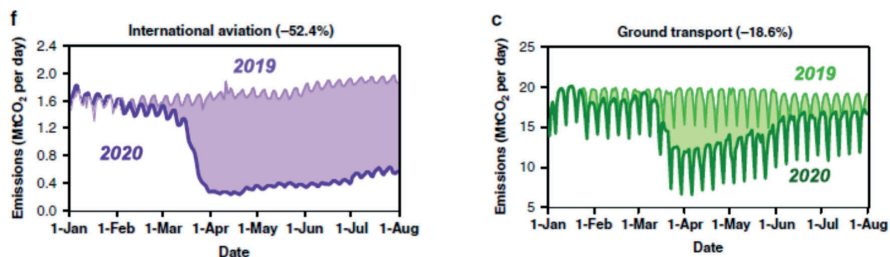 f
International aviation (–52.4%)
Emissions (MtCO₂ per day)
2.4
2.0
1.6
1.2
0.8
0.4
0.0
2019
2020
1-Jan 1-Feb 1-Mar 1-Apr 1-May 1-Jun 1-Jul 1-Aug
Date
c
Ground transport (–18.6%)
Emissions (MtCO₂ per day)
25
20
15
10
5
2019
2020
1-Jan 1-Feb 1-Mar 1-Apr 1-May 1-Jun 1-Jul 1-Aug
Date